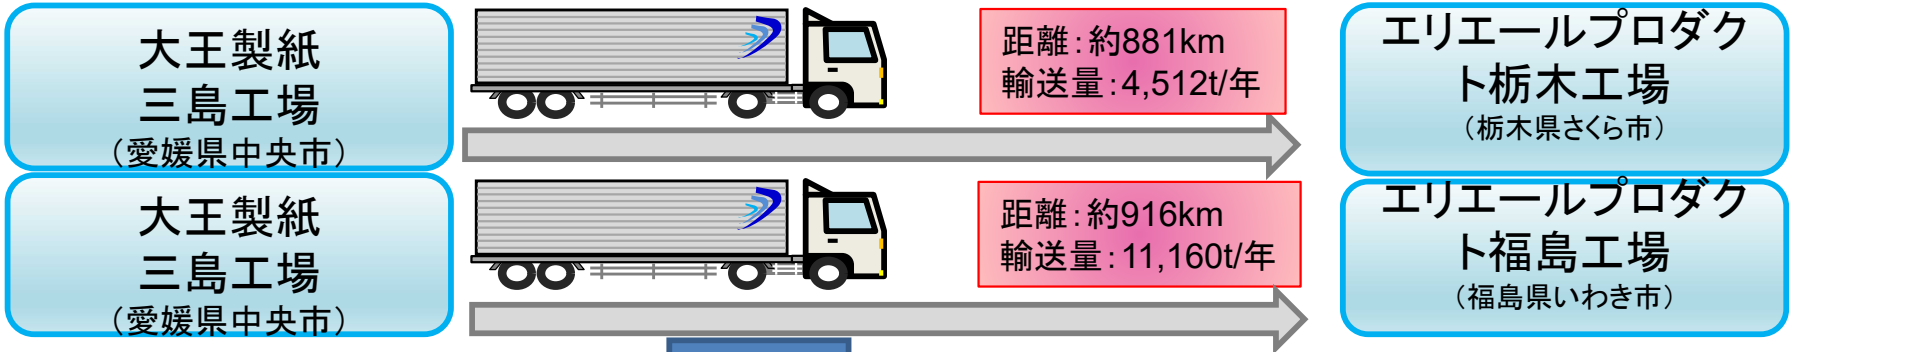 大王製紙
三島工場
（愛媛県中央市）
距離：約881km
輸送量：4,512t/年
エリエールプロダク
ト栃木工場
（栃木県さくら市）
大王製紙
三島工場
（愛媛県中央市）
距離：約916km
輸送量：11,160t/年
エリエールプロダク
ト福島工場
（福島県いわき市）